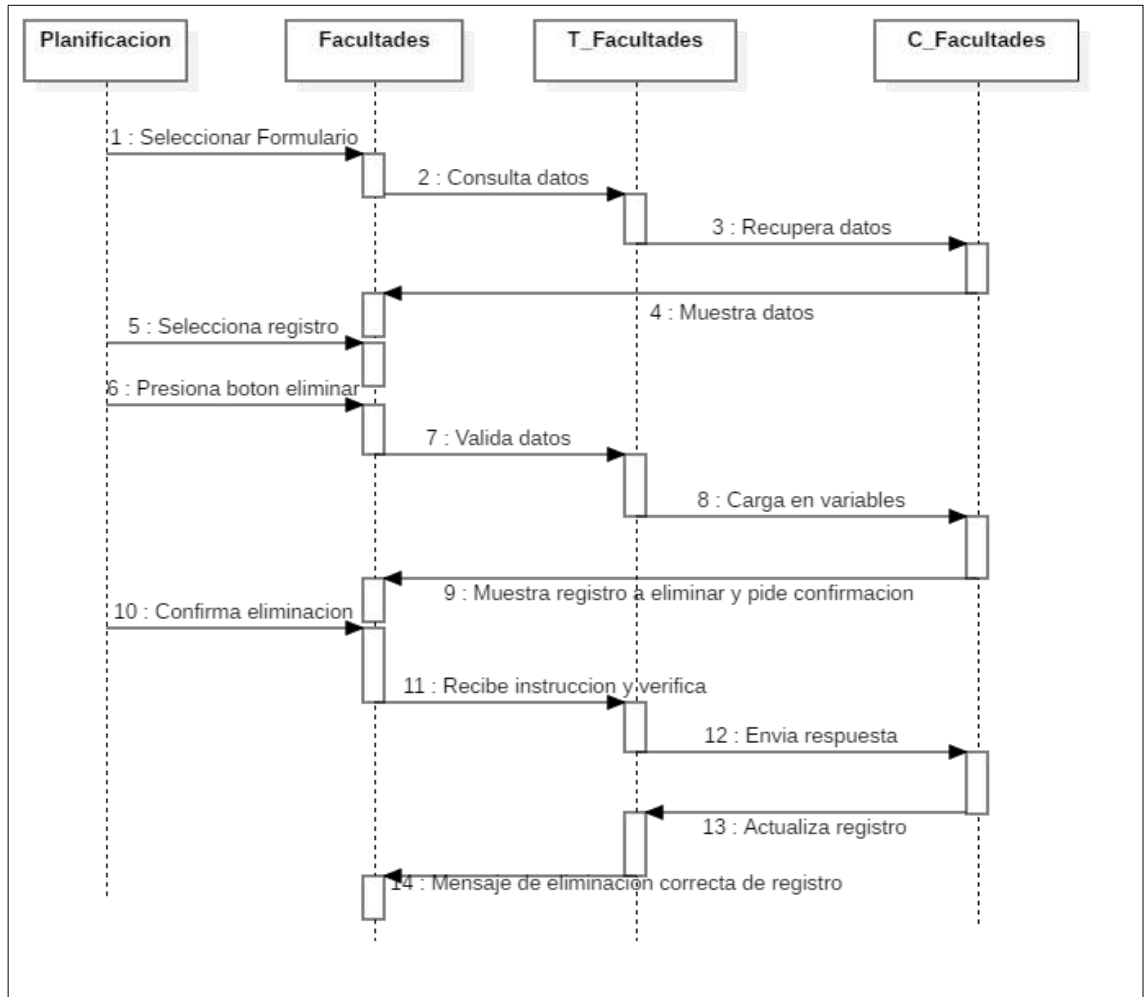 Planificacion
Facultades
T_Facultades
C_Facultades
1 : Seleccionar Formulario
2 : Consulta datos
3 : Recupera datos
4 : Muestra datos
5 : Selecciona registro
6 : Presiona boton eliminar
7 : Valida datos
8 : Carga en variables
9 : Muestra registro a eliminar y pide confirmacion
10 : Confirma eliminacion
11 : Recibe instruccion y verifica
12 : Envia respuesta
13 : Actualiza registro
14 : Mensaje de eliminacion correcta de registro